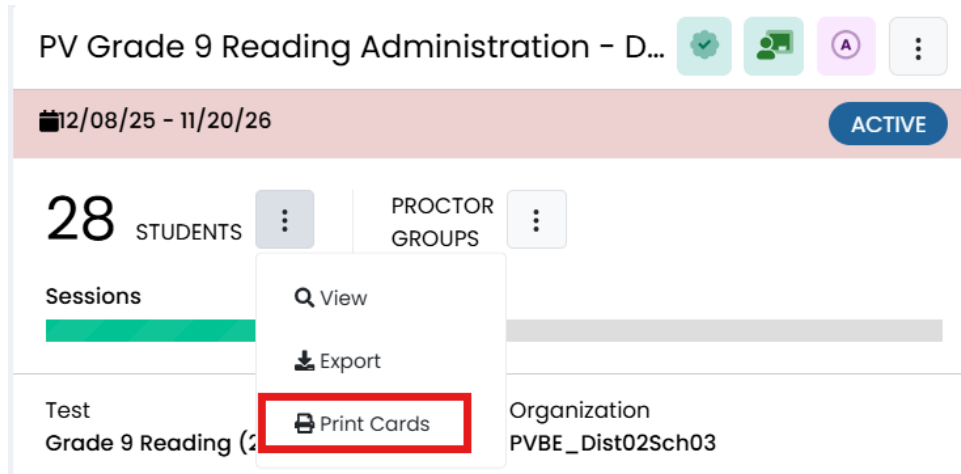 PV Grade 9 Reading Administration - D...
A
12/08/25 - 11/20/26
ACTIVE
28 STUDENTS
PROCTOR
GROUPS
Sessions
View
Export
Print Cards
Test
Grade 9 Reading (2
Organization
PVBE_Dist02Sch03